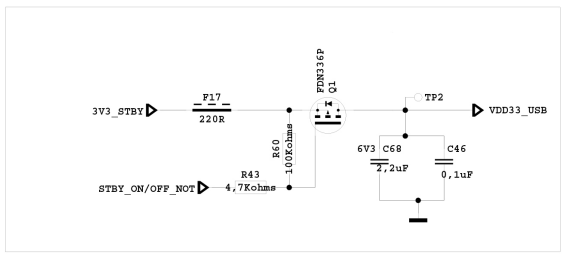 FDN336P
Q1
F17
TP2
3V3_STBY
VDD33_USB
220R
R60
100Kohms
6V3 C68
C46
2,2uF
0,1uF
R43
STBY_ON/OFF_NOT
4,7Kohms